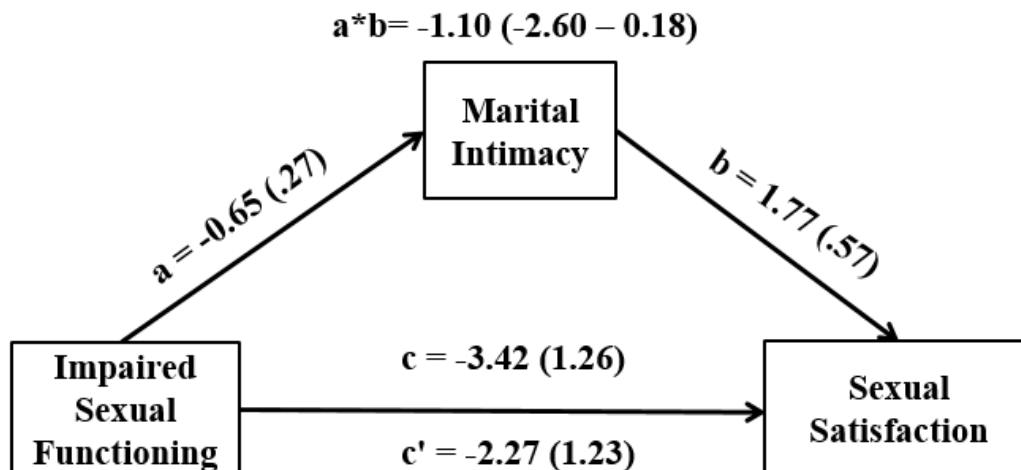 a*b= -1.10 (-2.60 – 0.18)
Marital
Intimacy
a = -0.65 (.27)
b = 1.77 (.57)
Impaired
Sexual
Functioning
c = -3.42 (1.26)
c' = -2.27 (1.23)
Sexual
Satisfaction